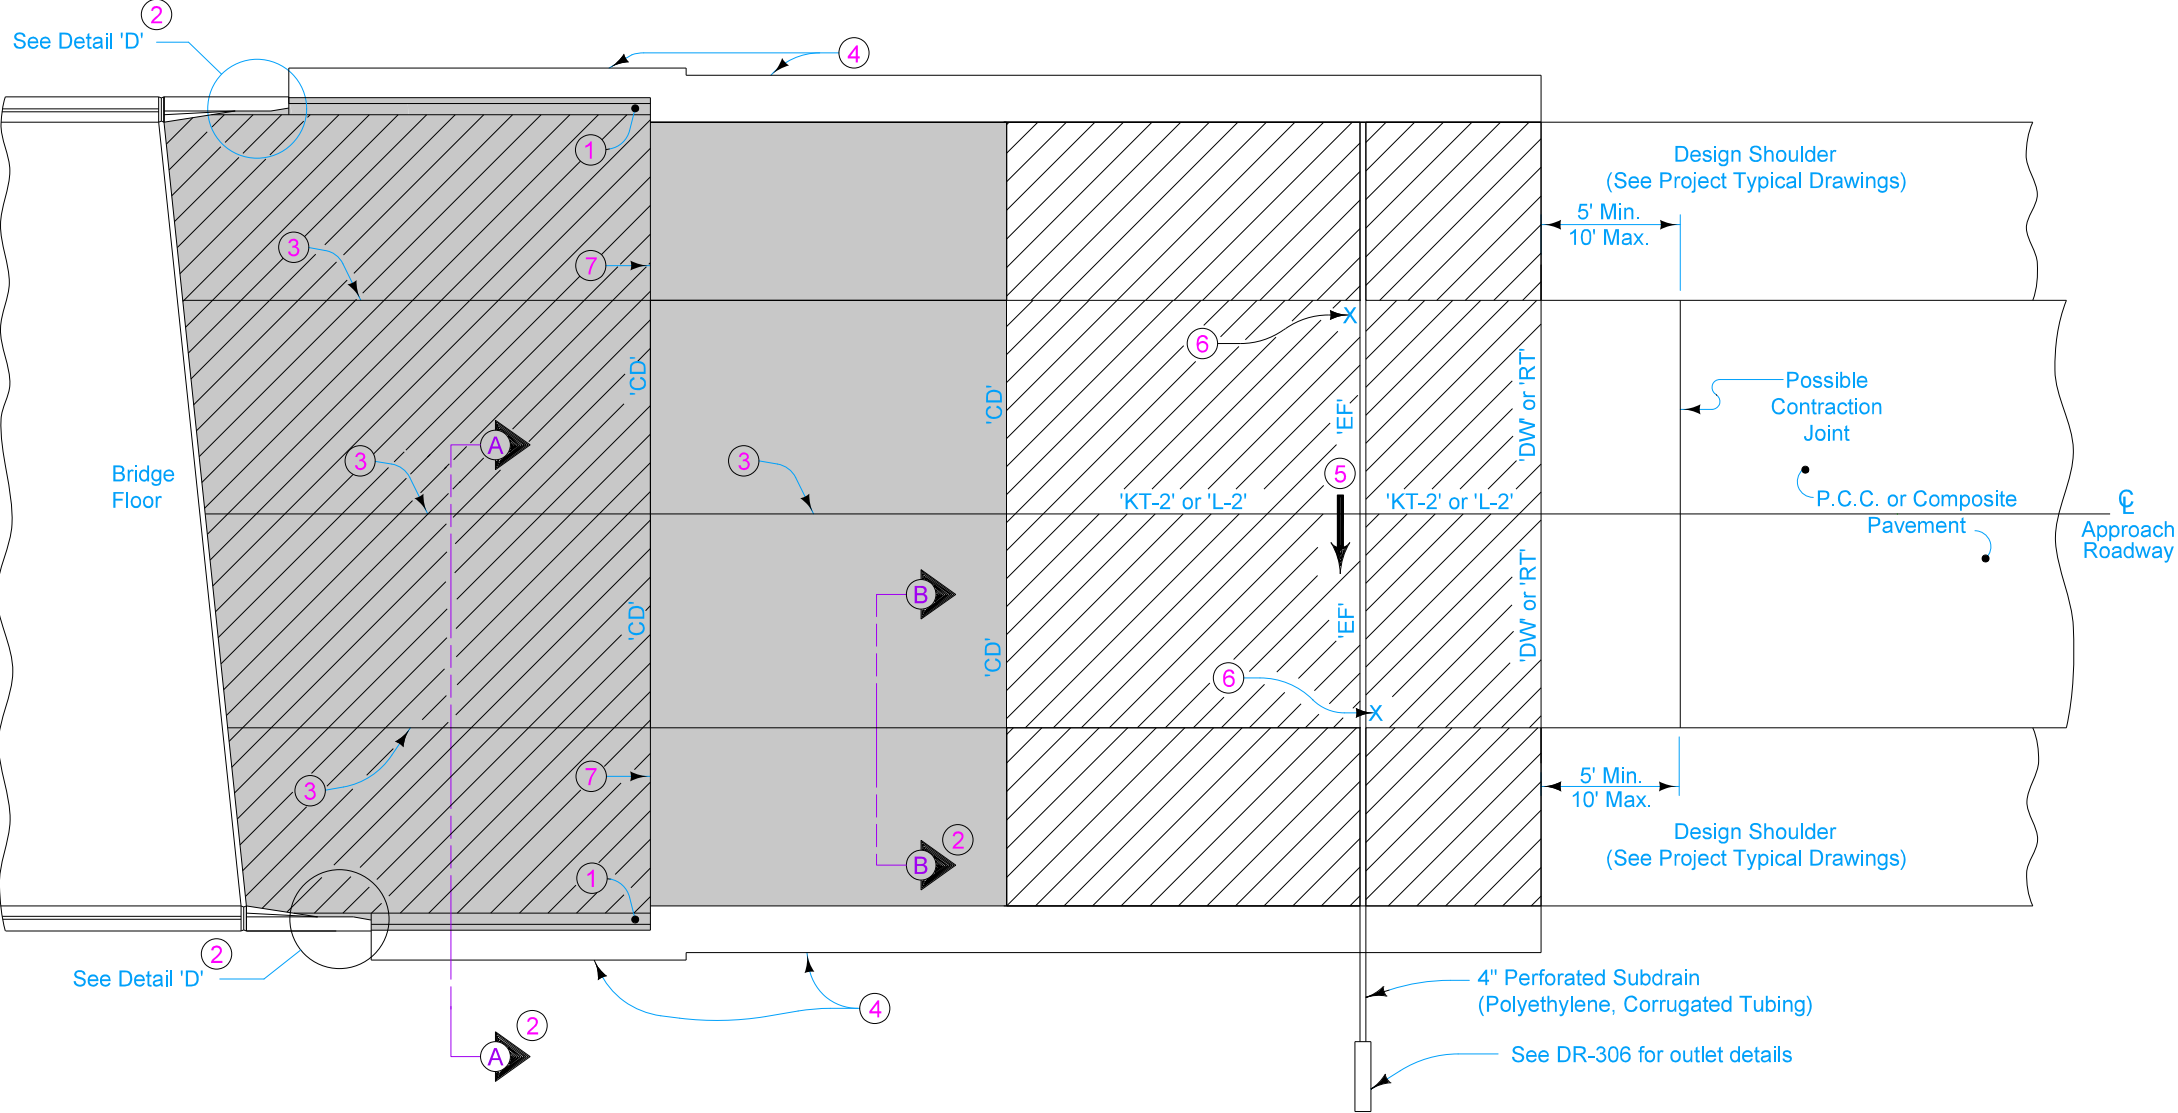 2
See Detail 'D'
4
1
Design Shoulder
(See Project Typical Drawings)
5' Min.
10' Max.
3
7
6
'CD'
'CD'
'EF'
'DW' or 'RT'
Possible
Contraction
Joint
A
3
3
5
Bridge
Floor
'KT-2' or 'L-2'
'KT-2' or 'L-2'
P.C.C. or Composite
Pavement
CL
Approach
Roadway
B
'CD'
'CD'
'EF'
'DW' or 'RT'
6
3
7
5' Min.
10' Max.
Design Shoulder
(See Project Typical Drawings)
2
B
1
2
See Detail 'D'
4
4" Perforated Subdrain
(Polyethylene, Corrugated Tubing)
2
A
See DR-306 for outlet details
X
X